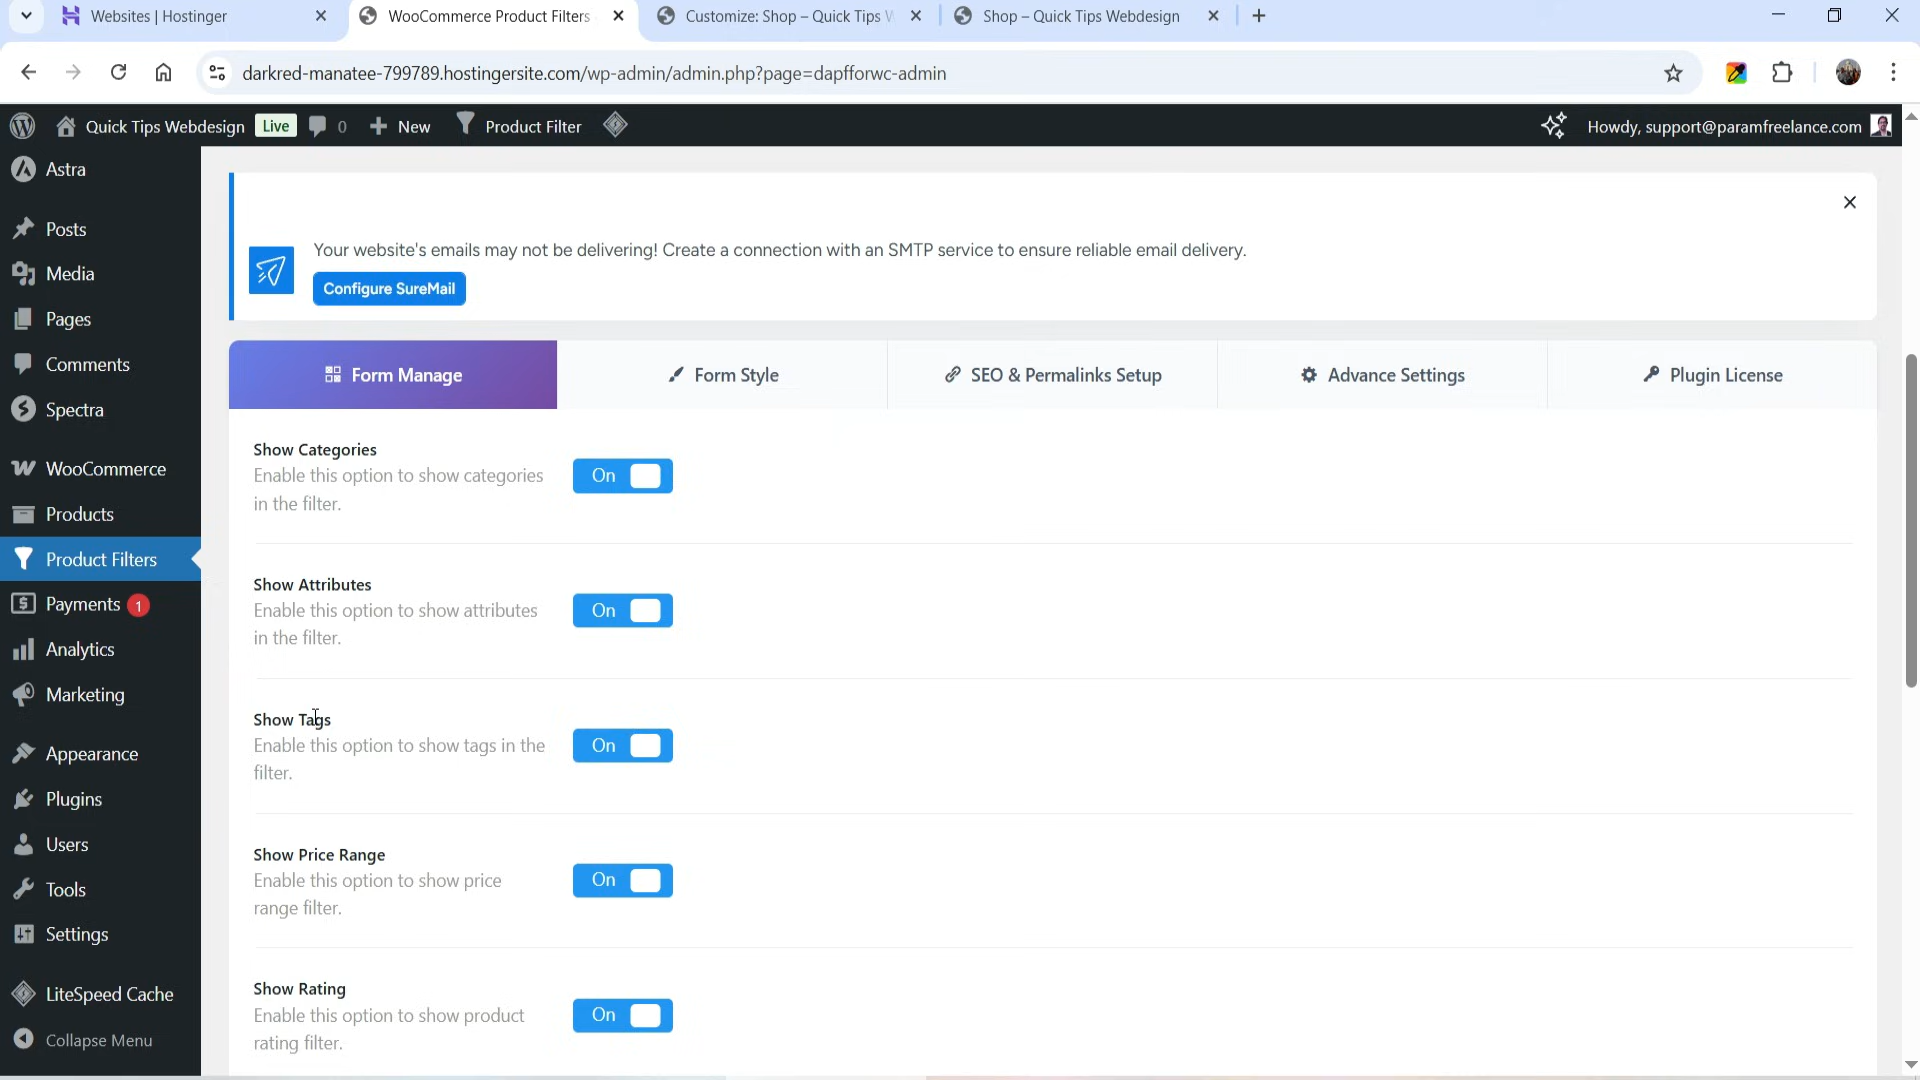 Websites | Hostinger
WooCommerce Product Filters
Customize: Shop – Quick Tips W
Shop – Quick Tips Webdesign
darkred-manatee-799789.hostingersite.com/wp-admin/admin.php?page=dapfforwc-admin
Quick Tips Webdesign Live 0 New Product Filter
Howdy, support@paramfreelance.com
Astra
Posts
Media
Pages
Comments
Spectra
WooCommerce
Products
Product Filters
Payments 1
Analytics
Marketing
Appearance
Plugins
Users
Tools
Settings
LiteSpeed Cache
Collapse Menu
Your website's emails may not be delivering! Create a connection with an SMTP service to ensure reliable email delivery.
Configure SureMail
Form Manage
Form Style
SEO & Permalinks Setup
Advance Settings
Plugin License
Show Categories
Enable this option to show categories
in the filter.
On
Show Attributes
Enable this option to show attributes
in the filter.
On
Show Tags
Enable this option to show tags in the
filter.
On
Show Price Range
Enable this option to show price
range filter.
On
Show Rating
Enable this option to show product
rating filter.
On